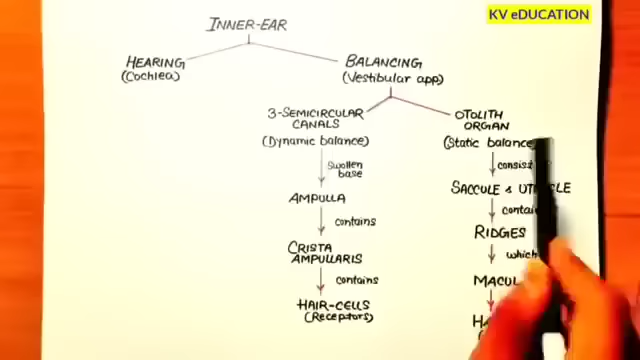 KV eDUCATION
INNER-EAR
HEARING
(Cochlea)
BALANCING
(Vestibular app)
3-SEMICIRCULAR
CANALS
(Dynamic balance)
Swollen
base
AMPULLA
contains
CRISTA
AMPULLARIS
contains
HAIR-CELLS
(Receptors)
OTOLITH
ORGAN
(Static balance)
SACCULE &
RIDGES